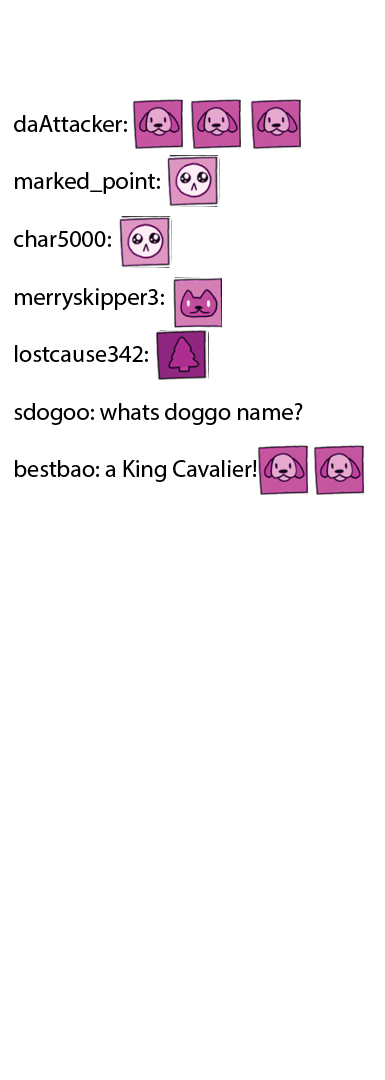 daAttacker:
marked_point:
char5000:
merryskipper3:
lostcause342:
sdogoo: whats doggo name?
bestbao: a King Cavalier!